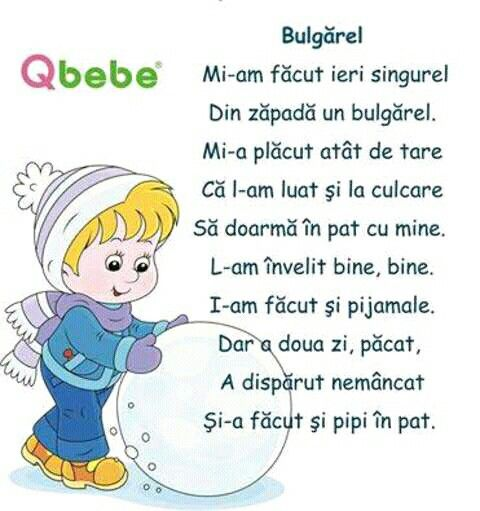 Bulgărel
Qbebe®
Mi-am făcut ieri singurel
Din zăpadă un bulgărel.
Mi-a plăcut atât de tare
Că l-am luat şi la culcare
Să doarmă în pat cu mine.
L-am învelit bine, bine.
I-am făcut şi pijamale.
Dar a doua zi, păcat,
A dispărut nemâncat
Şi-a făcut şi pipi în pat.